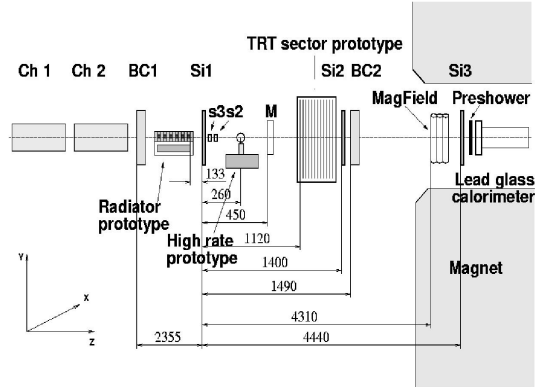 TRT sector prototype
Ch 1 Ch 2 BC1 Si1 Si2 BC2 Si3
MagField Preshower
s3s2 M
133
260
450
Radiator
prototype
High rate
prototype
Lead glass
calorimeter
1120
1400
1490
Magnet
4310
2355 4440
Y
X
Z